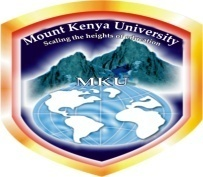 Mount Kenya University
Scaling the heights of education
MKU